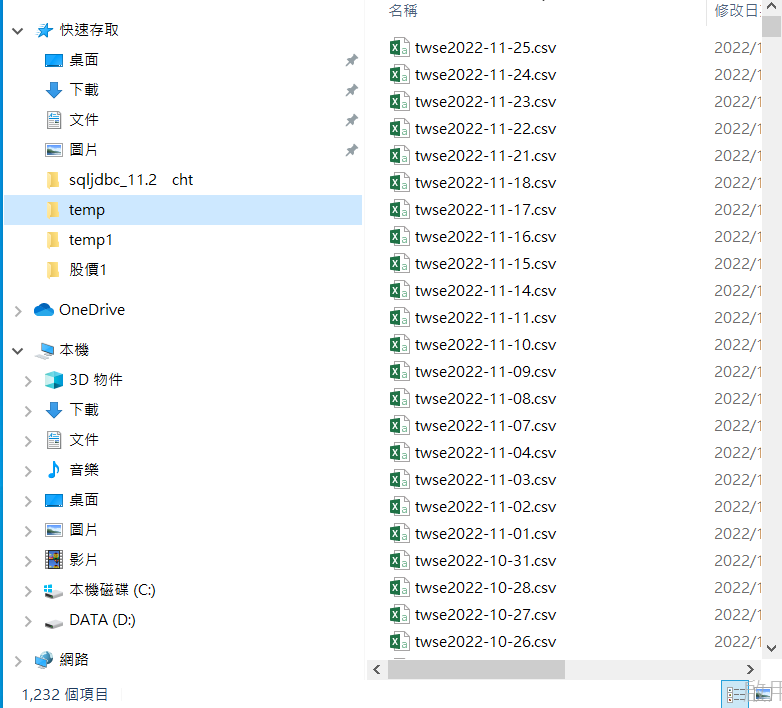 快速存取
桌面
下載
文件
圖片
sqljdbc_11.2 cht
temp
temp1
股價1
OneDrive
本機
3D 物件
下載
文件
音樂
桌面
圖片
影片
本機磁碟 (C:)
DATA (D:)
網路
1,232 個項目
名稱 修改日
twse2022-11-25.csv 2022/1
twse2022-11-24.csv 2022/1
twse2022-11-23.csv 2022/1
twse2022-11-22.csv 2022/1
twse2022-11-21.csv 2022/1
twse2022-11-18.csv 2022/1
twse2022-11-17.csv 2022/1
twse2022-11-16.csv 2022/1
twse2022-11-15.csv 2022/1
twse2022-11-14.csv 2022/1
twse2022-11-11.csv 2022/1
twse2022-11-10.csv 2022/1
twse2022-11-09.csv 2022/1
twse2022-11-08.csv 2022/1
twse2022-11-07.csv 2022/1
twse2022-11-04.csv 2022/1
twse2022-11-03.csv 2022/1
twse2022-11-02.csv 2022/1
twse2022-11-01.csv 2022/1
twse2022-10-31.csv 2022/1
twse2022-10-28.csv 2022/1
twse2022-10-27.csv 2022/1
twse2022-10-26.csv 2022/1